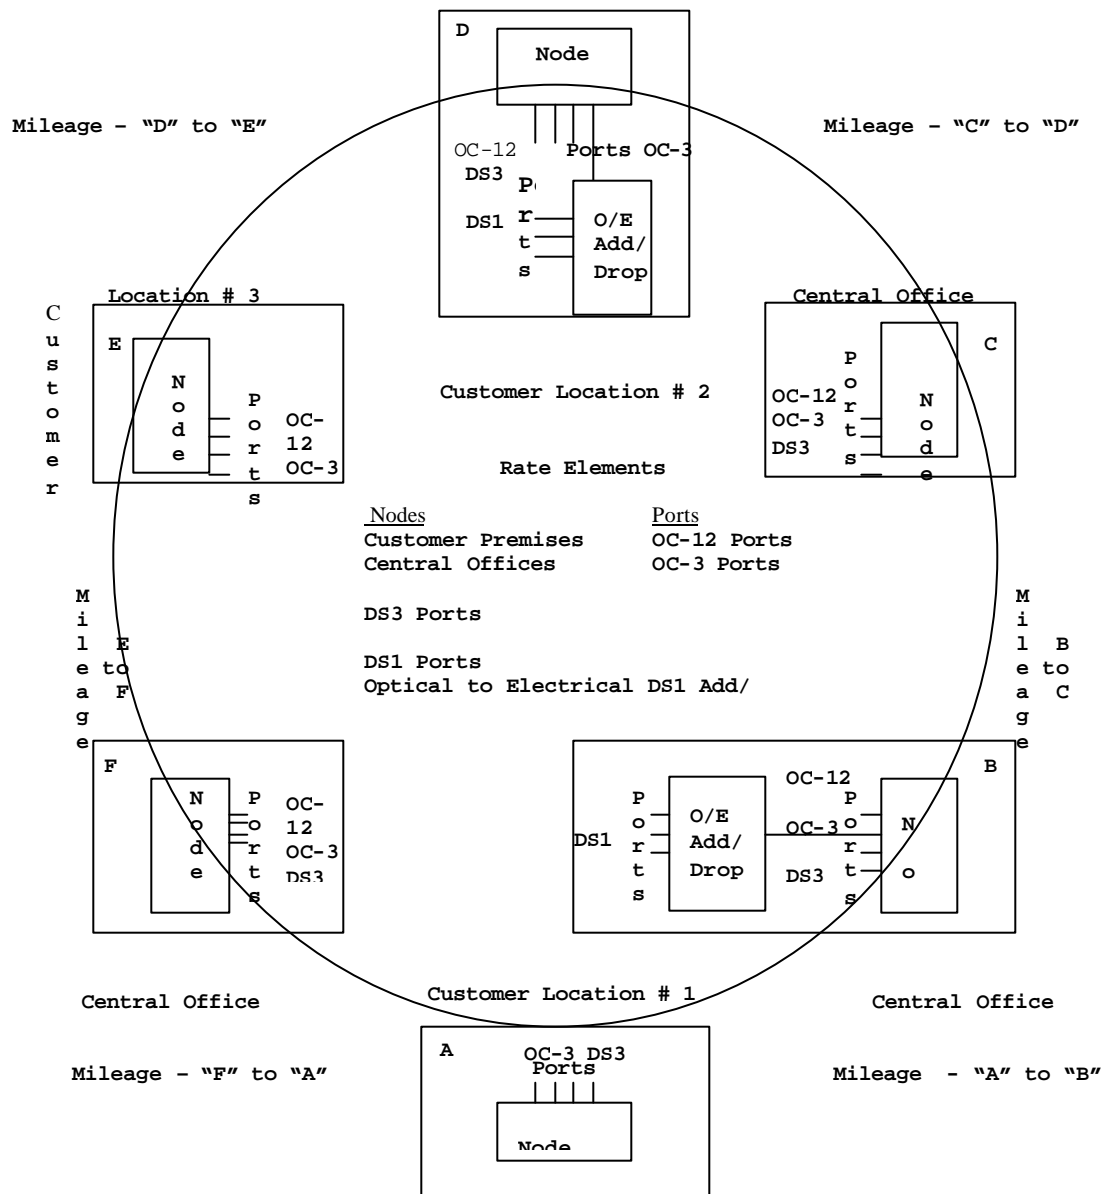 D
Node
Mileage – “D” to “E”
Mileage – “C” to “D”
OC-12
Ports OC-3
DS3
DS1
Ports
O/E
Add/
Drop
Customer
Location # 3
E
Node
Ports
OC-
12
OC-3
Central Office
C
Ports
OC-12
OC-3
DS3
Node
Customer Location # 2
Rate Elements
Nodes
Ports
Customer Premises
OC-12 Ports
Central Offices
OC-3 Ports
DS3 Ports
DS1 Ports
Optical to Electrical DS1 Add/
Mileage
E
to
F
Mileage
B
to
C
F
Node
Ports
OC-
12
OC-3
DS3
B
DS1
Ports
O/E
Add/
Drop
OC-12
OC-3
DS3
Ports
N
o
Central Office
Customer Location # 1
Central Office
Mileage – “F” to “A”
A
OC-3 DS3
Ports
Node
Mileage - “A” to “B”